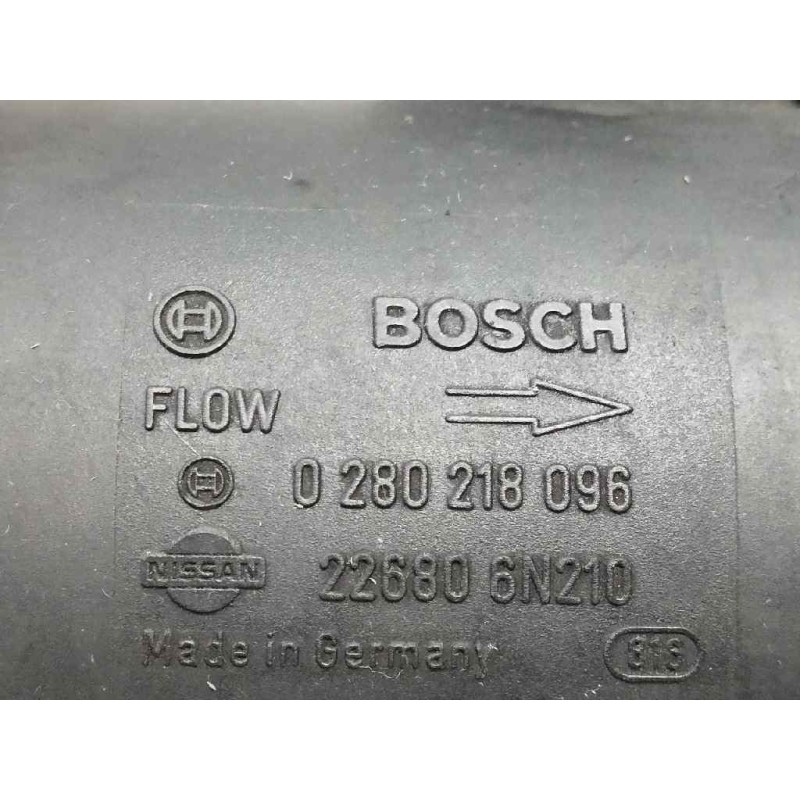 BOSCH
FLOW
0 280 218 096
NISSAN 22680 6N210
Made in Germany 313